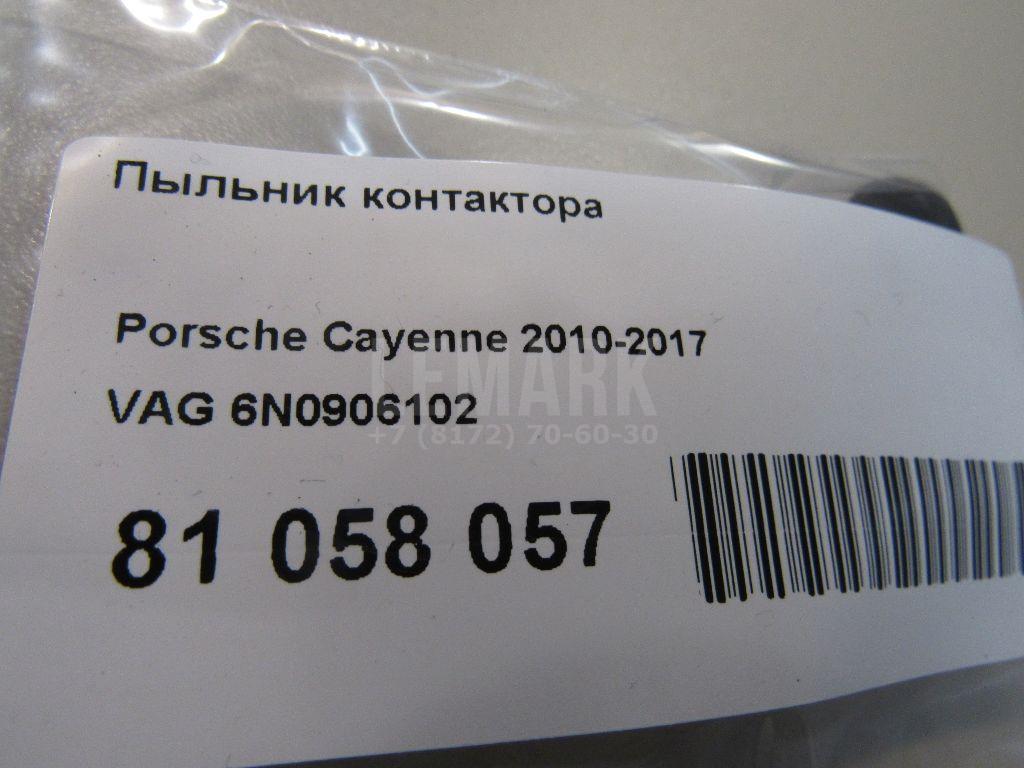 Пыльник контактора
Porsche Cayenne 2010-2017
LEMARK
VAG 6N0906102
+7 (8172) 70-60-30
81 058 057